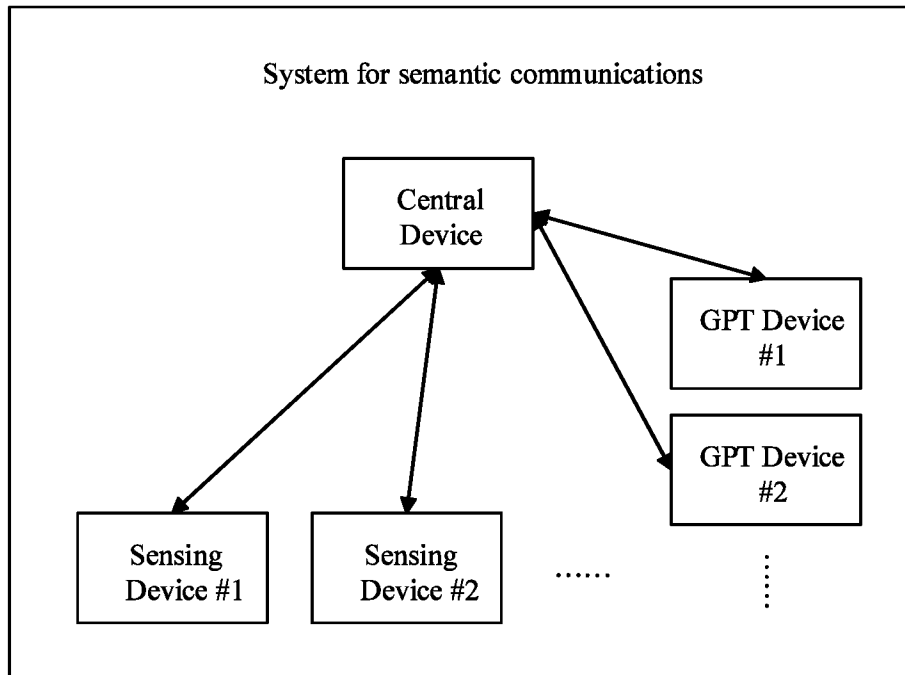 System for semantic communications
Central
Device
GPT Device
#1
GPT Device
#2
Sensing
Device #1
Sensing
Device #2